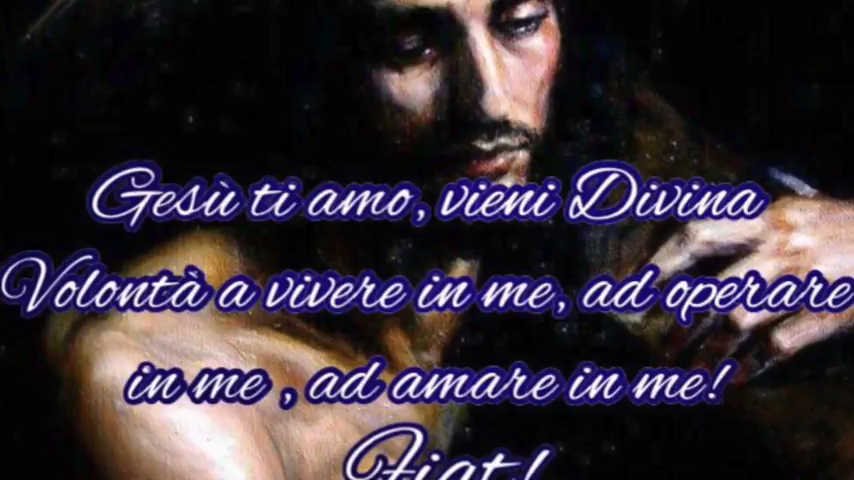 Gesù ti amo, vieni Divina
Volontà a vivere in me, ad operare
in me , ad amare in me!
Fiat!